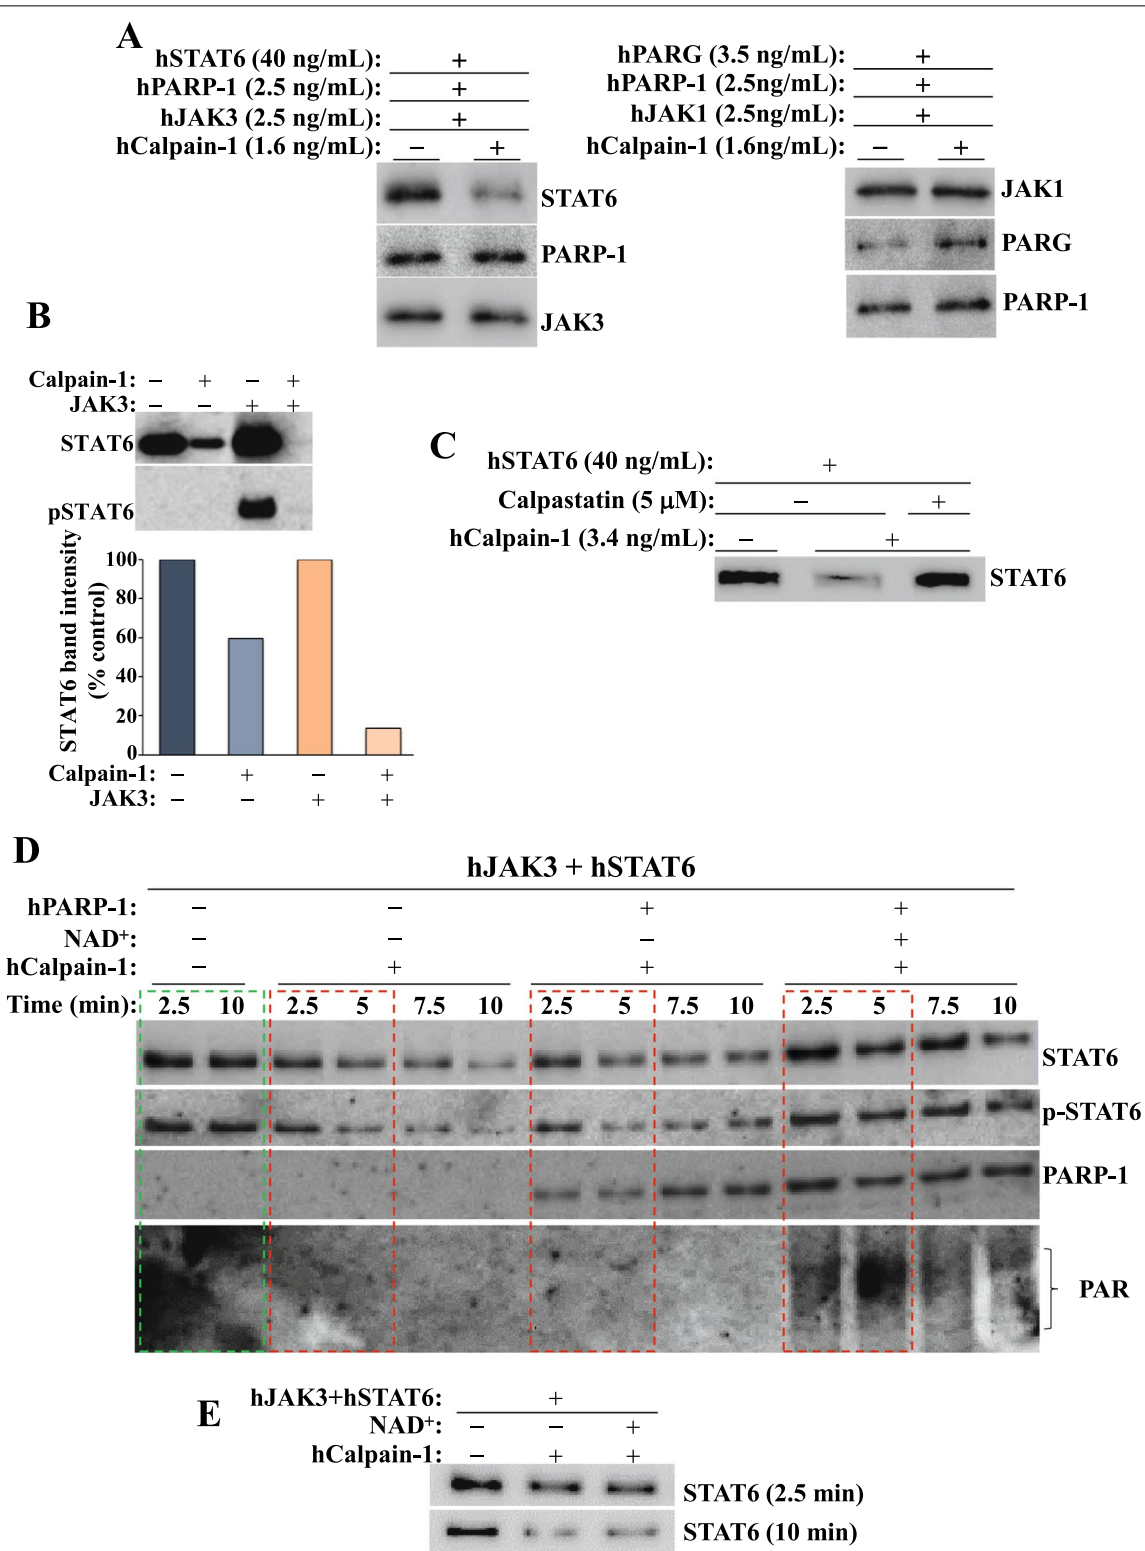 A
hSTAT6 (40 ng/mL): +
hPARP-1 (2.5 ng/mL): +
hJAK3 (2.5 ng/mL): +
hCalpain-1 (1.6 ng/mL): − +
STAT6
PARP-1
JAK3
hPARG (3.5 ng/mL): +
hPARP-1 (2.5ng/mL): +
hJAK1 (2.5ng/mL): +
hCalpain-1 (1.6ng/mL): − +
JAK1
PARG
PARP-1
B
Calpain-1: − + − +
JAK3: − − + +
STAT6
pSTAT6
STAT6 band intensity
(% control)
100
80
60
40
20
0
Calpain-1: − + − +
JAK3: − − + +
C
hSTAT6 (40 ng/mL): +
Calpastatin (5 μM): − +
hCalpain-1 (3.4 ng/mL): − +
STAT6
D
hJAK3 + hSTAT6
hPARP-1: − − + +
NAD⁺: − − − +
hCalpain-1: − + + +
Time (min): 2.5 10 2.5 5 7.5 10 2.5 5 7.5 10 2.5 5 7.5 10
STAT6
p-STAT6
PARP-1
PAR
E
hJAK3+hSTAT6: +
NAD⁺: − − +
hCalpain-1: − + +
STAT6 (2.5 min)
STAT6 (10 min)